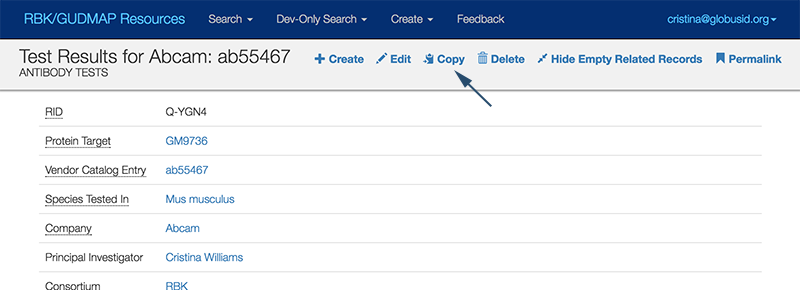 RBK/GUDMAP Resources Search Dev-Only Search Create Feedback cristina@globusid.org
Test Results for Abcam: ab55467 Create Edit Copy Delete Hide Empty Related Records Permalink
ANTIBODY TESTS
RID Q-YGN4
Protein Target GM9736
Vendor Catalog Entry ab55467
Species Tested In Mus musculus
Company Abcam
Principal Investigator Cristina Williams
Consortium RBK